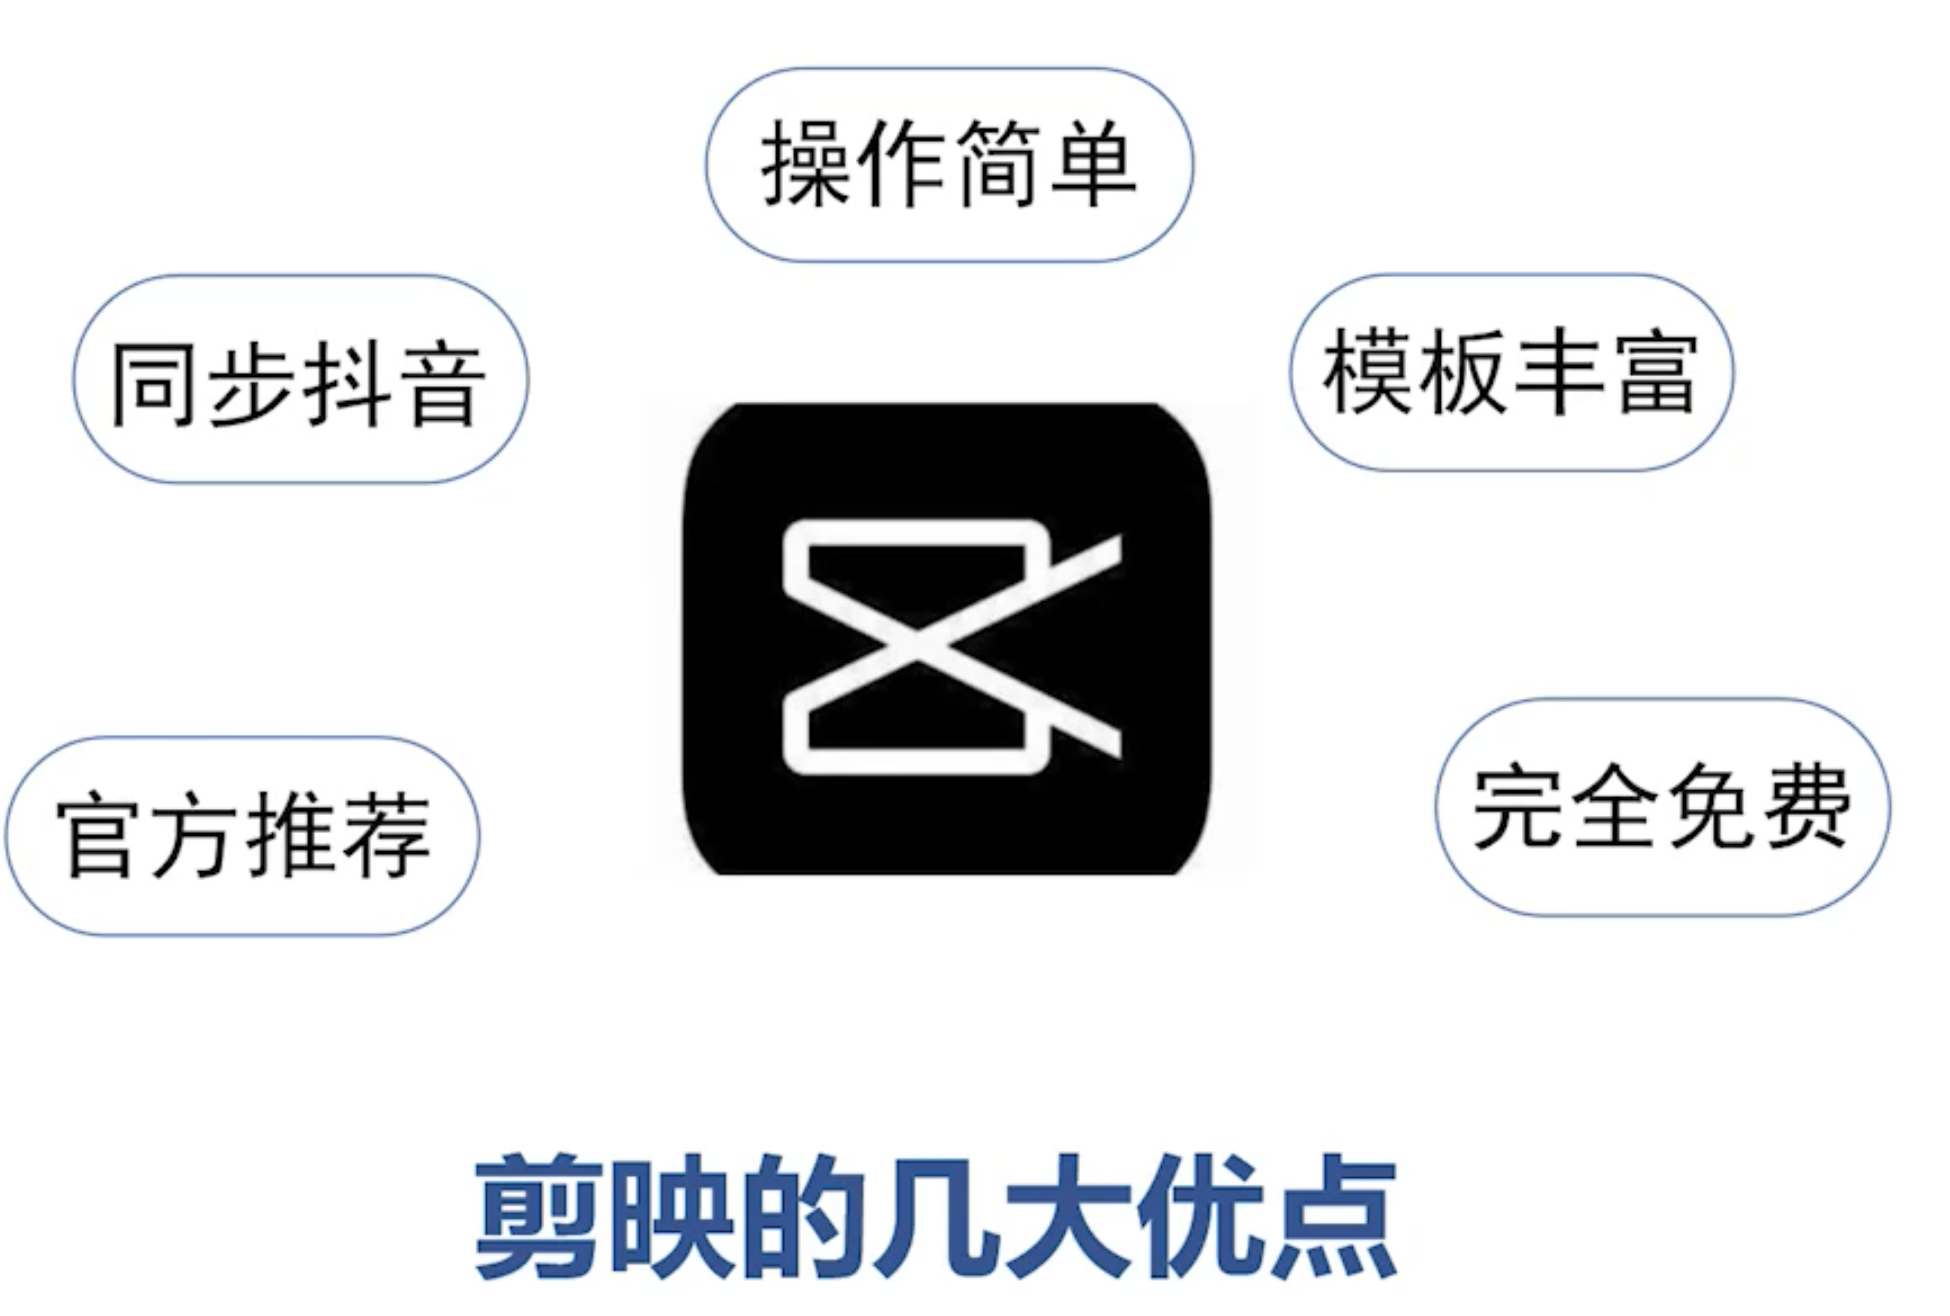 操作简单
同步抖音
模板丰富
官方推荐
完全免费
剪映的几大优点